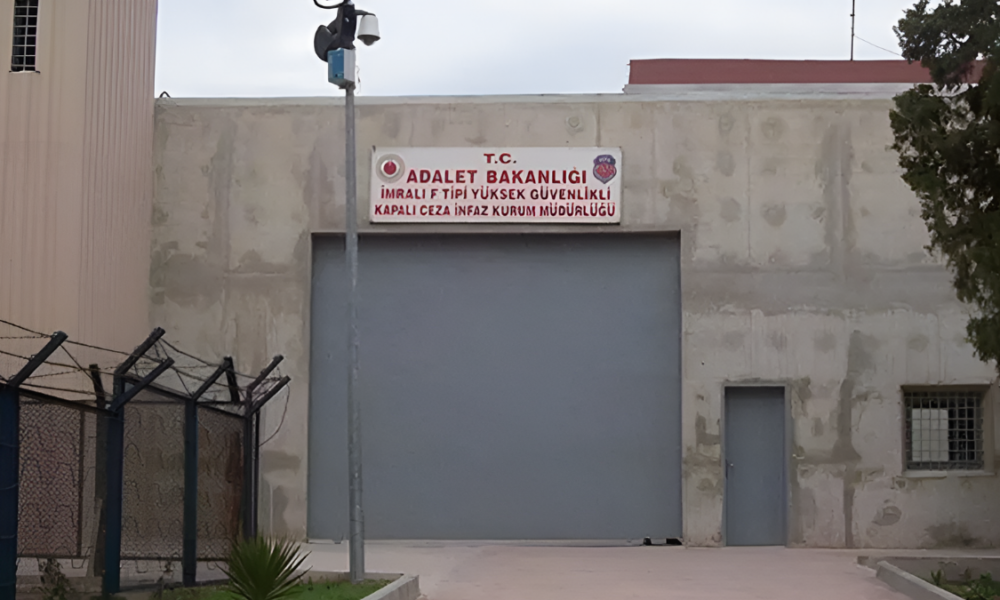 T.C.
ADALET BAKANLIĞI
İMRALI F TİPİ YÜKSEK GÜVENLİKLİ
KAPALI CEZA İNFAZ KURUM MÜDÜRLÜĞÜ